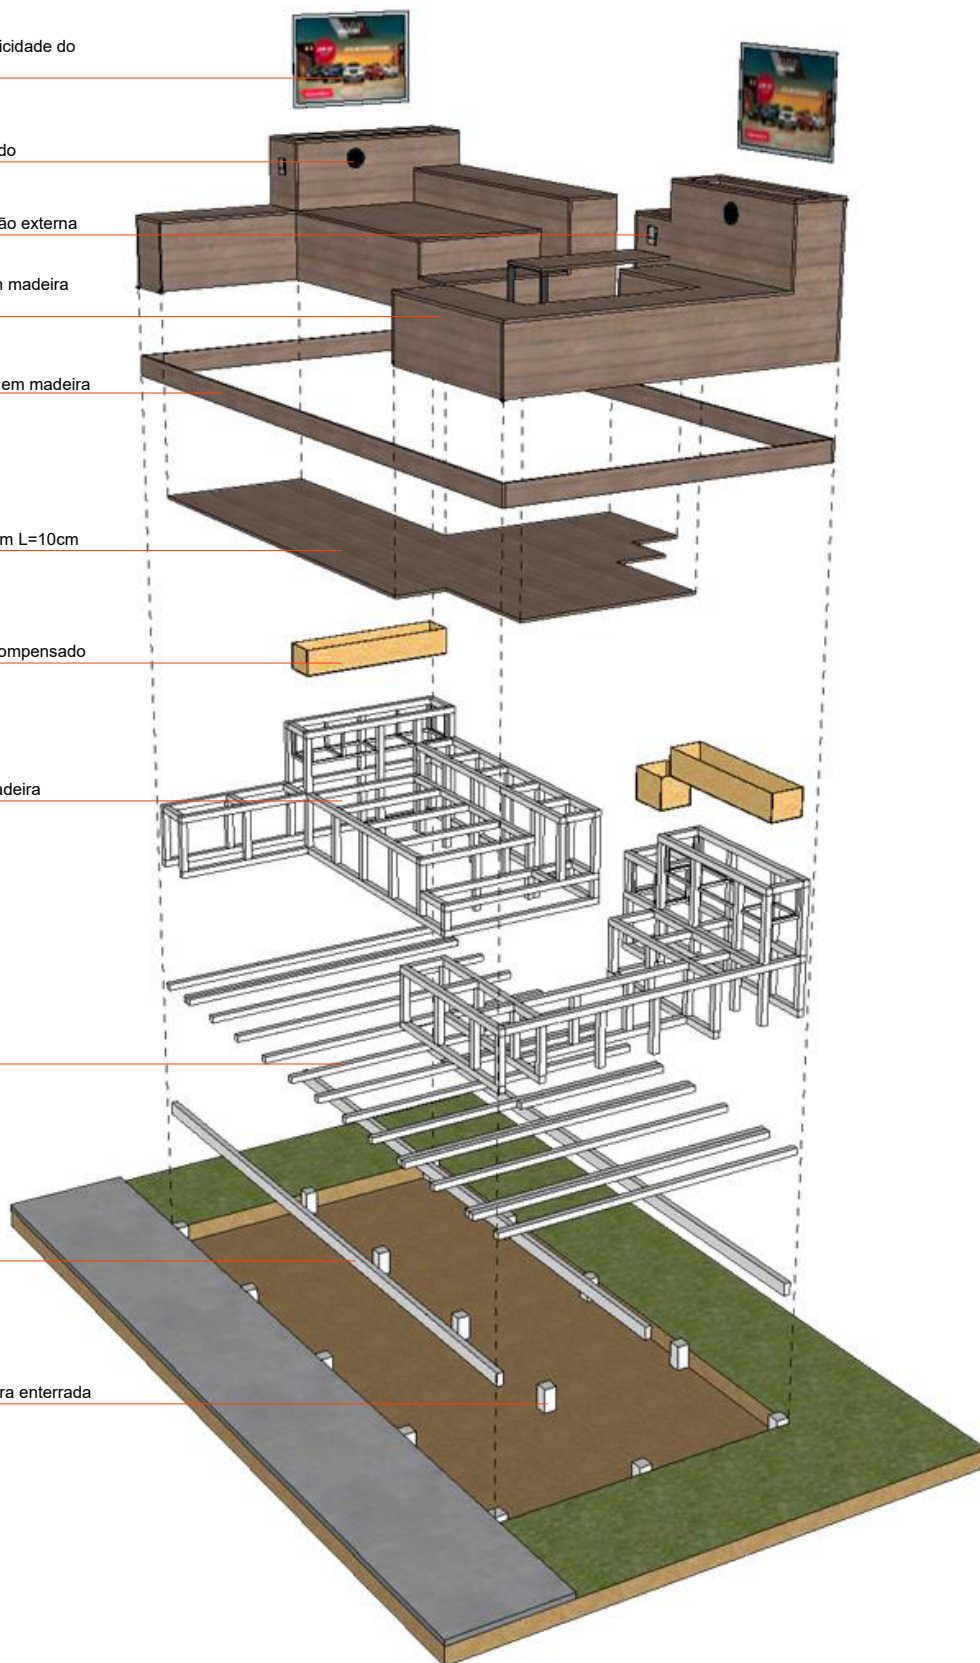 icidade do
do
ão externa
n madeira
em madeira
m L=10cm
ompensado
adeira
ra enterrada